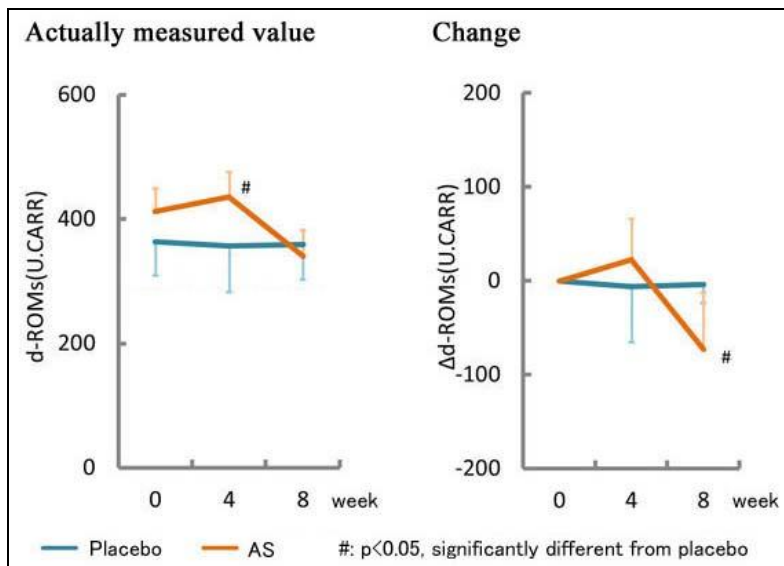 Actually measured value
Change
d-ROMs(U.CARR)
600
400
200
0
0 4 8 week
Δd-ROMs(U.CARR)
200
100
0
-100
-200
0 4 8 week
#
#
Placebo AS #: p<0.05, significantly different from placebo